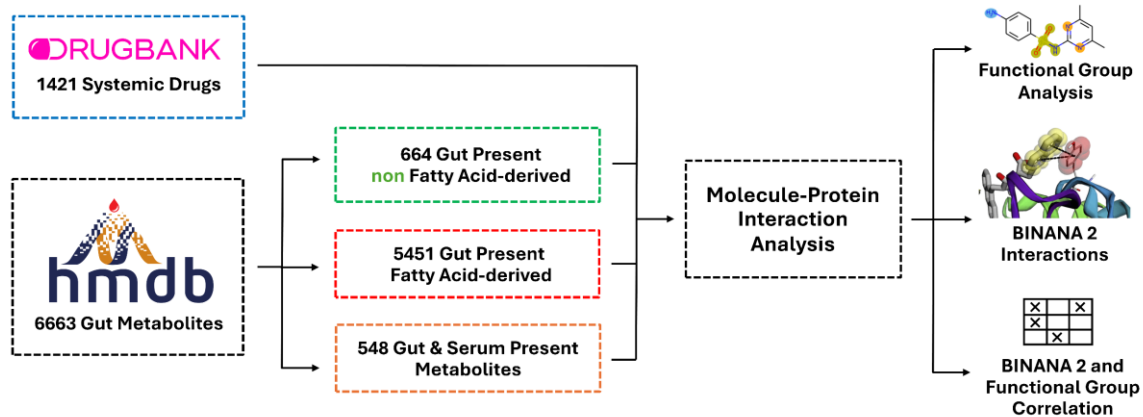 DRUGBANK
1421 Systemic Drugs
hmdb
6663 Gut Metabolites
664 Gut Present
non Fatty Acid-derived
5451 Gut Present
Fatty Acid-derived
548 Gut & Serum Present
Metabolites
Molecule-Protein
Interaction
Analysis
Functional Group
Analysis
BINANA 2
Interactions
BINANA 2 and
Functional Group
Correlation